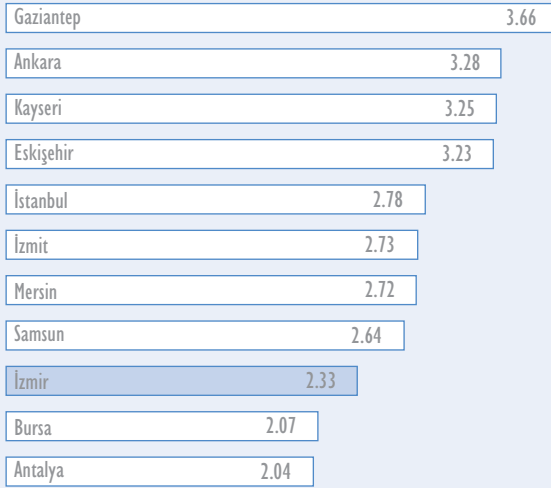 Gaziantep 3.66
Ankara 3.28
Kayseri 3.25
Eskişehir 3.23
İstanbul 2.78
İzmit 2.73
Mersin 2.72
Samsun 2.64
İzmir 2.33
Bursa 2.07
Antalya 2.04